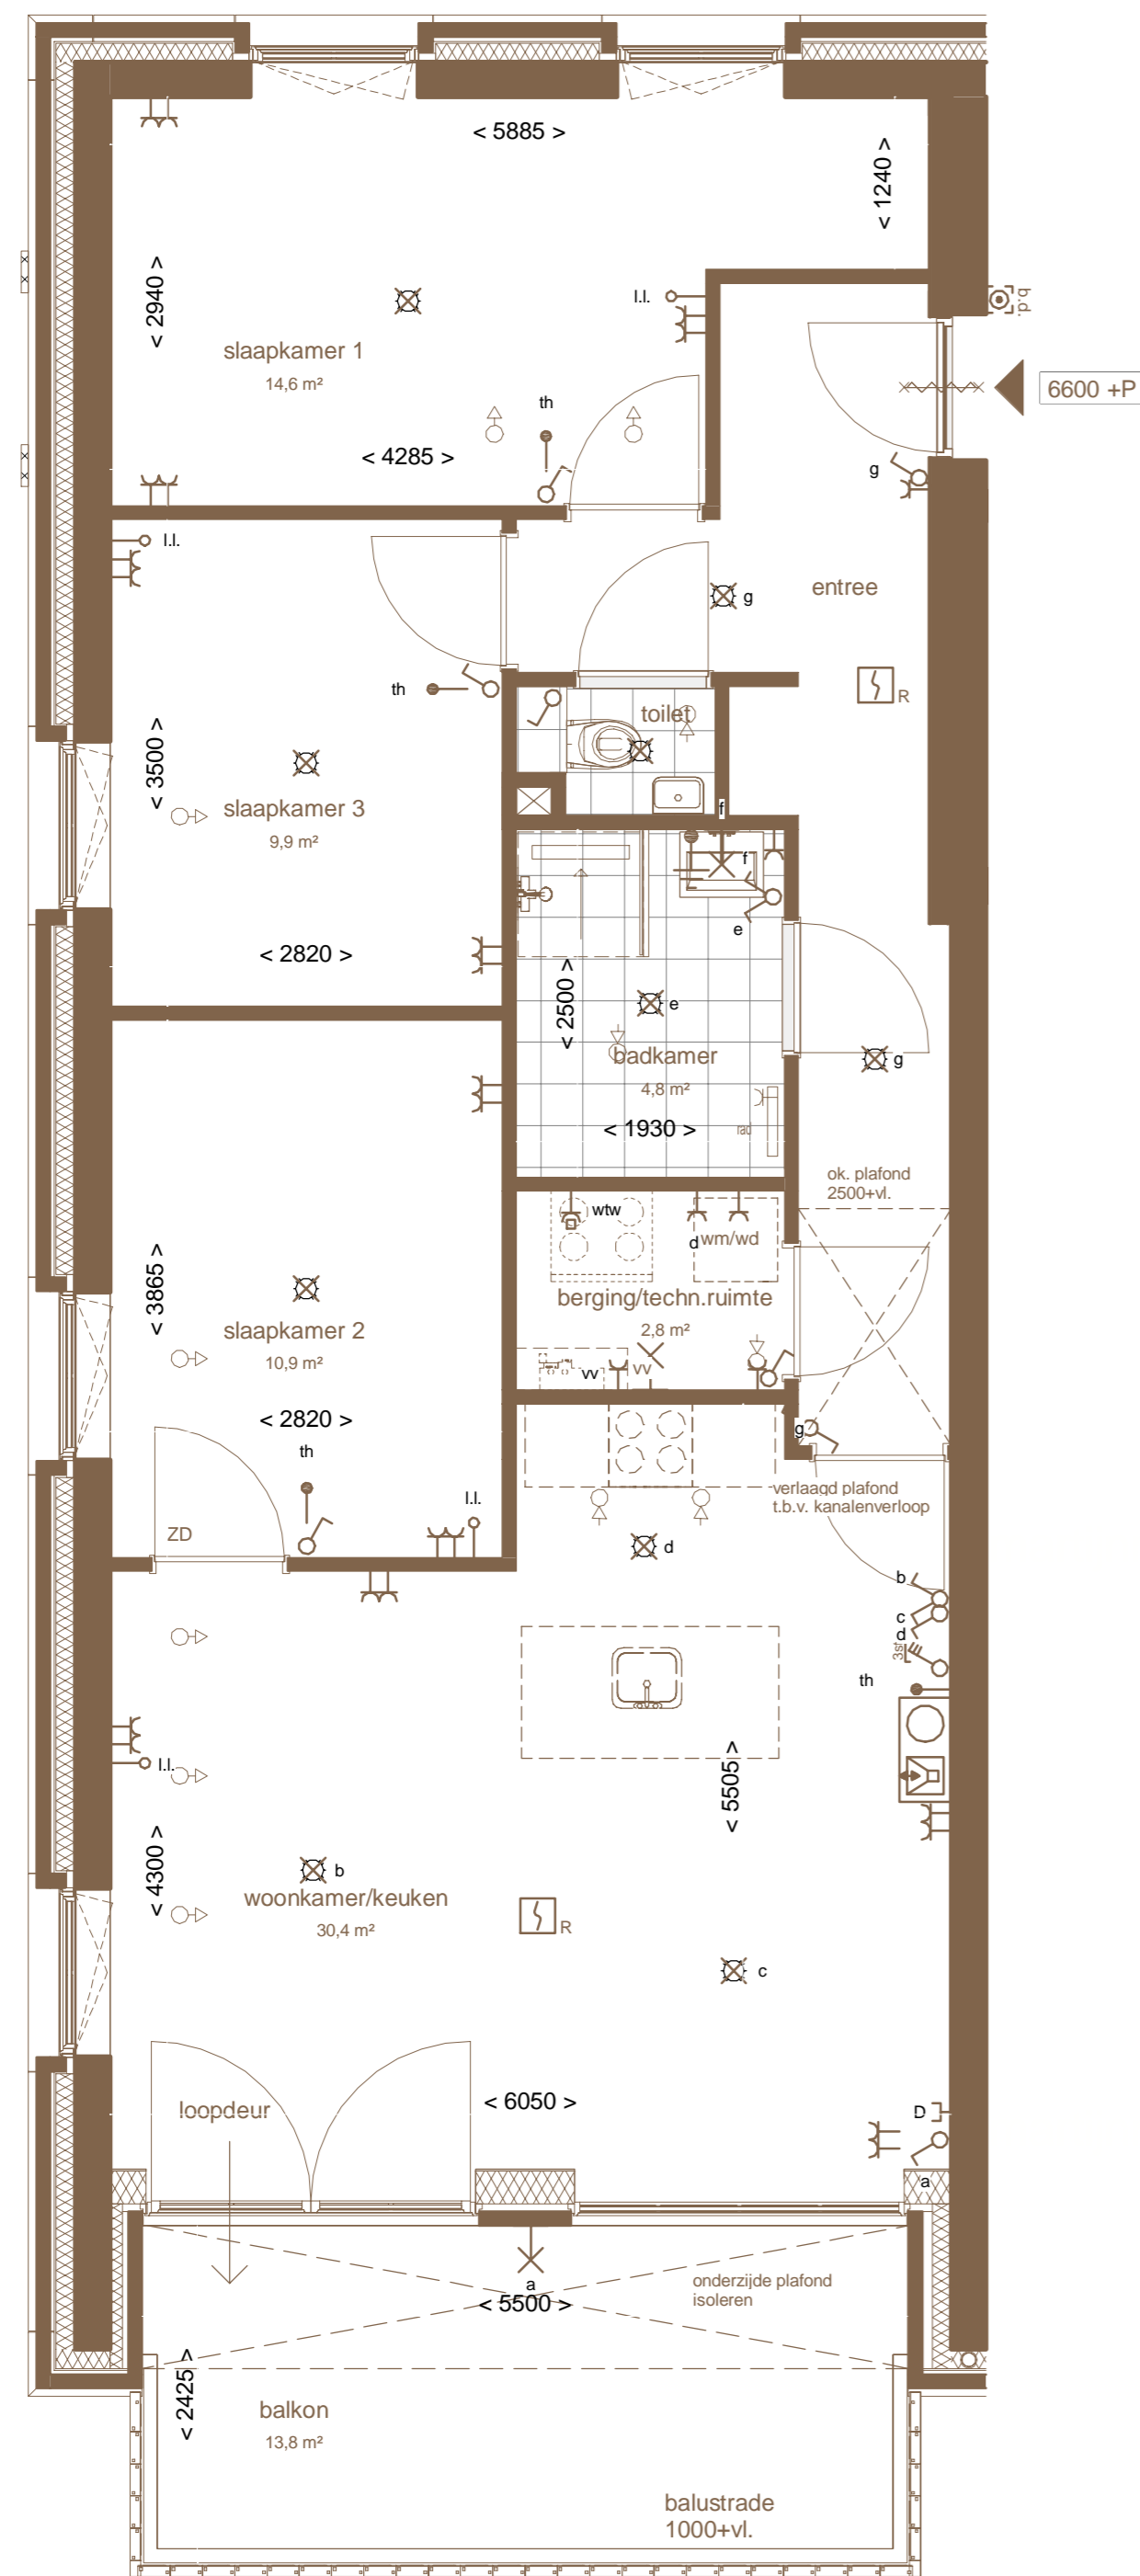 < 5885 >
< 1240 >
< 2940 >
l.l.
b.d.
slaapkamer 1
14,6 m²
6600 +P
th
< 4285 >
g
l.l.
entree
g
th
R
toilet
< 3500 >
slaapkamer 3
9,9 m²
f
f
e
< 2820 >
< 2500 >
e
badkamer
4,8 m²
g
< 1930 >
rad
ok. plafond
2500+vl.
wtw
d
wm/wd
< 3865 >
berging/techn.ruimte
2,8 m²
slaapkamer 2
10,9 m²
vv
vv
< 2820 >
th
g
verlaagd plafond
t.b.v. kanalenverloop
l.l.
ZD
d
b
c
d
3st
th
l.l.
< 5505 >
< 4300 >
b
woonkamer/keuken
30,4 m²
R
c
< 6050 >
loopdeur
D
a
a
onderzijde plafond
isoleren
< 5500 >
< 2425 >
balkon
13,8 m²
balustrade
1000+vl.